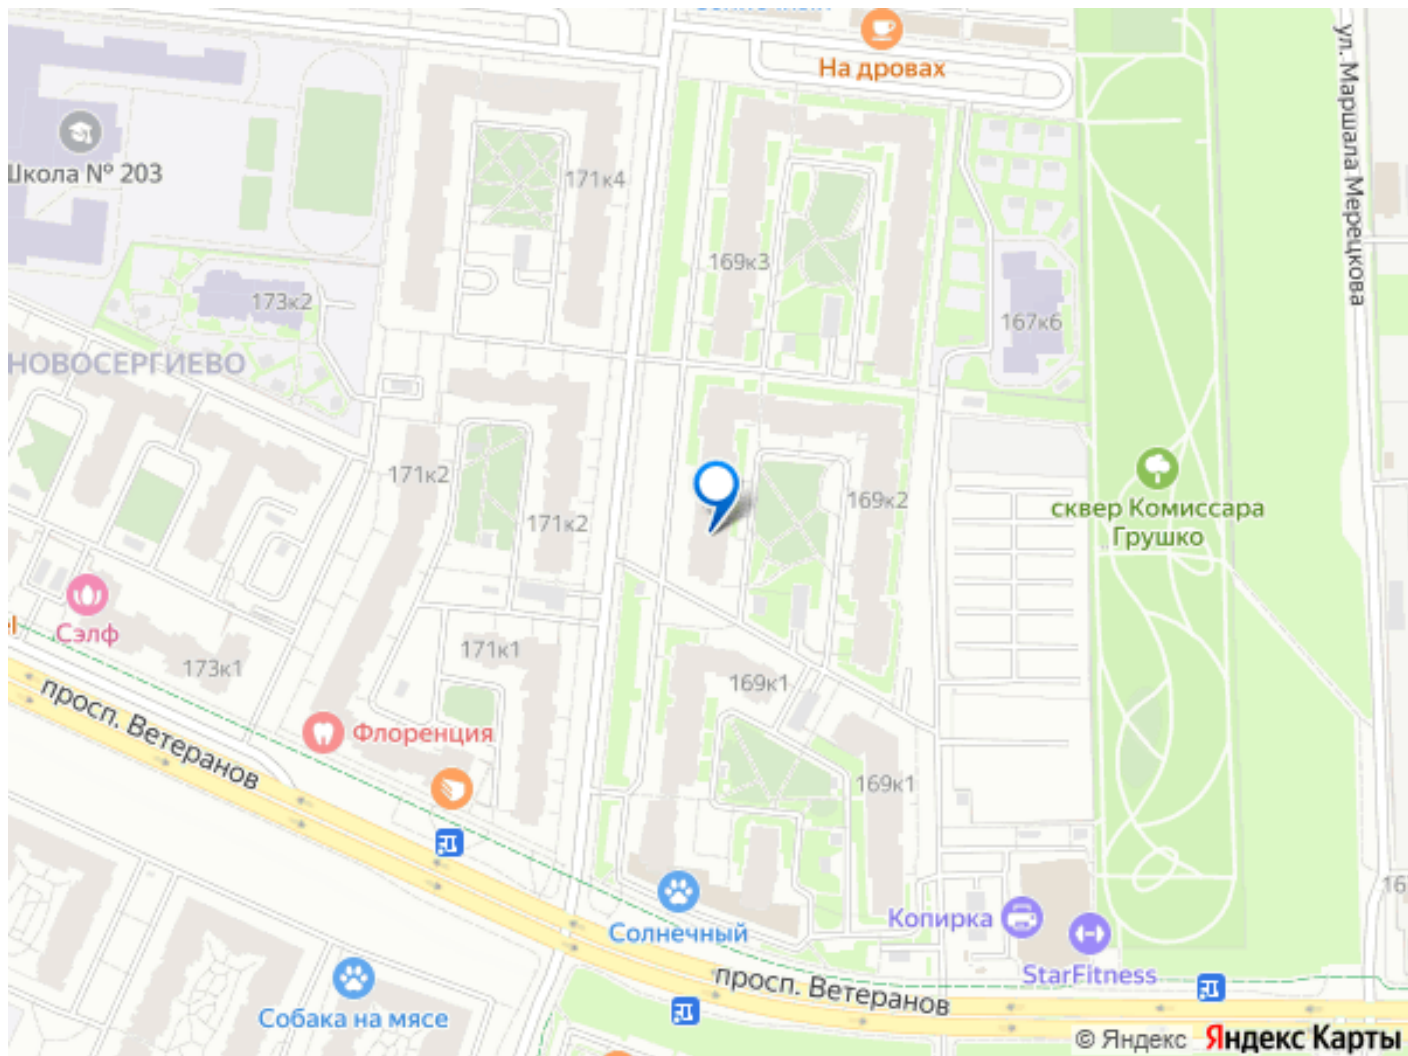 На дровах
ул. Маршала Мерецкова
Школа № 203
171к4
169к3
173к2
167к6
НОВОСЕРГИЕВО
171к2
171к2
169к2
сквер Комиссара
Грушко
Сэлф
173к1
171к1
169к1
просп. Ветеранов
Флоренция
169к1
Копирка
Солнечный
StarFitness
просп. Ветеранов
Собака на мясе
© Яндекс Яндекс Карты